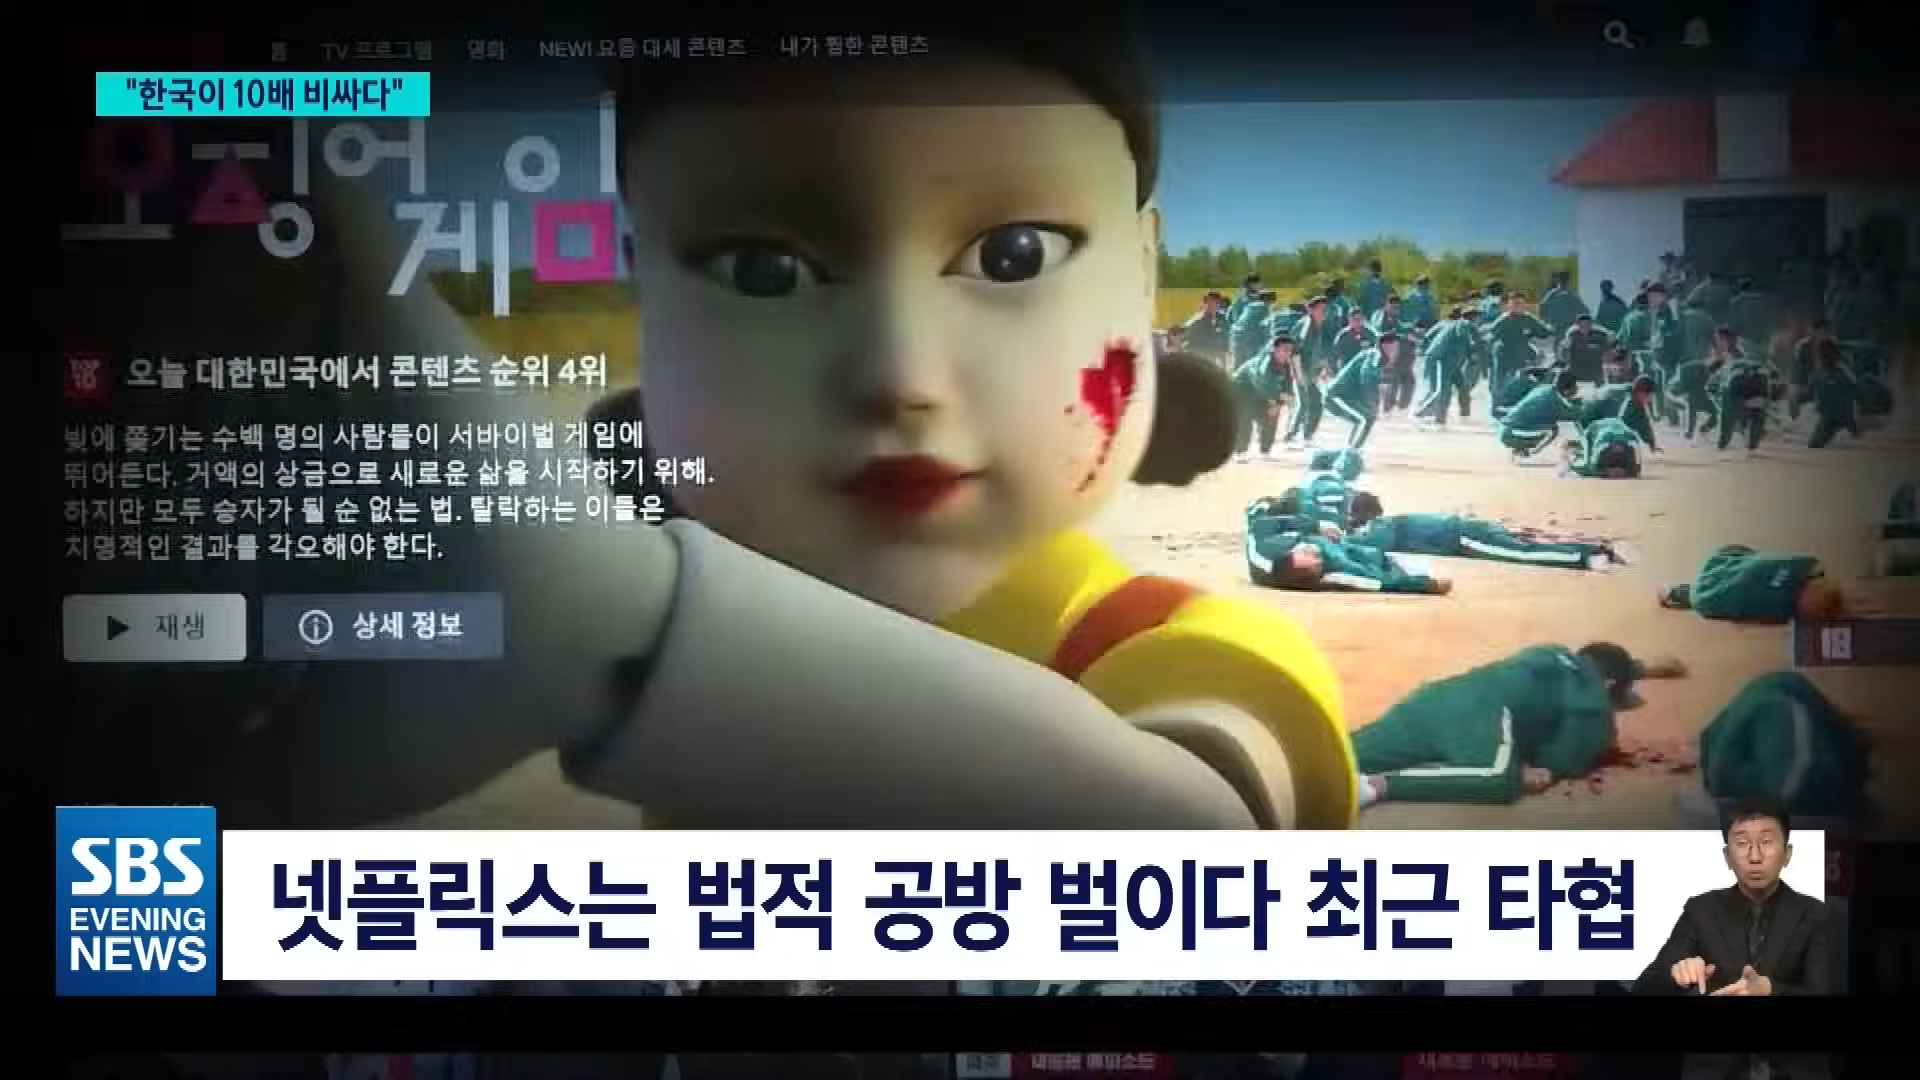 홈 TV 프로그램 영화 NEW! 요즘 대세 콘텐츠 내가 찜한 콘텐츠
"한국이 10배 비싸다"
오징어
게임
TOP 10 오늘 대한민국에서 콘텐츠 순위 4위
빚에 쫓기는 수백 명의 사람들이 서바이벌 게임에
뛰어든다. 거액의 상금으로 새로운 삶을 시작하기 위해.
하지만 모두 승자가 될 순 없는 법. 탈락하는 이들은
치명적인 결과를 각오해야 한다.
재생 상세 정보
18
SBS
EVENING
NEWS
넷플릭스는 법적 공방 벌이다 최근 타협